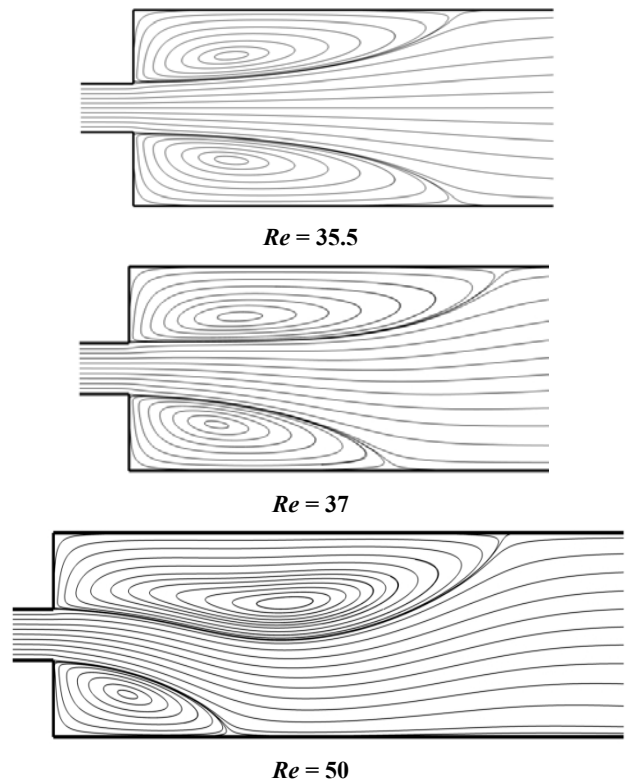 Re = 35.5
Re = 37
Re = 50